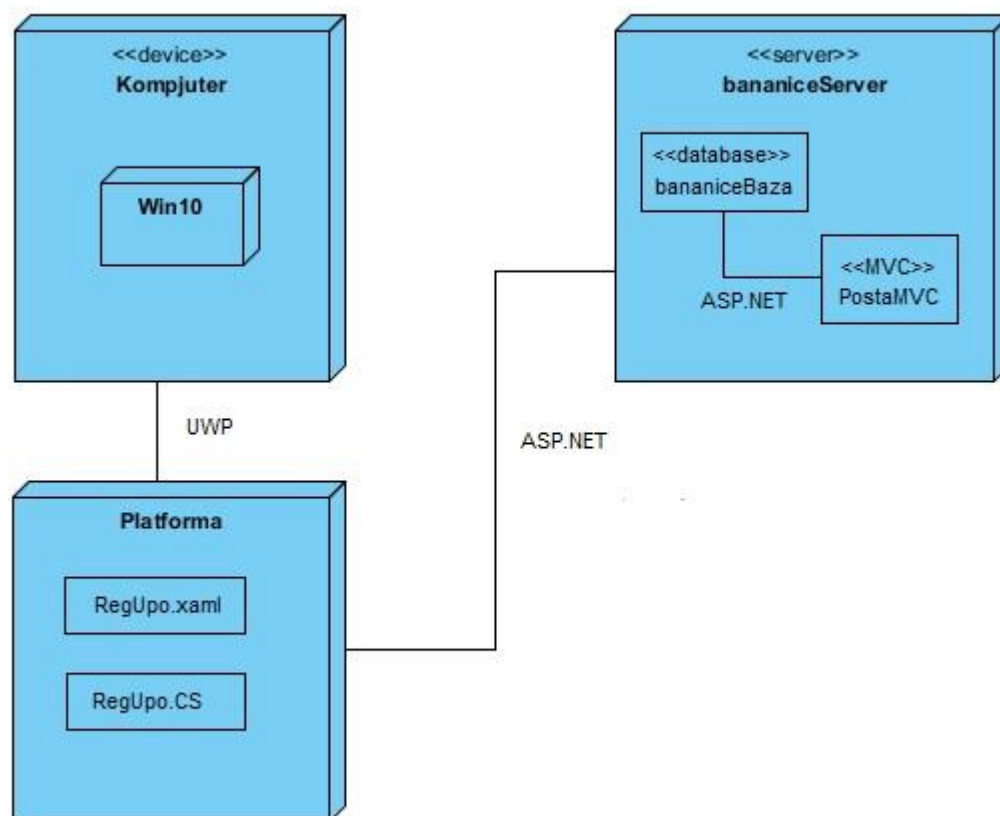 <<device>>
Kompjuter
Win10
<<server>>
bananiceServer
<<database>>
bananiceBaza
<<MVC>>
PostaMVC
ASP.NET
UWP
ASP.NET
Platforma
RegUpo.xaml
RegUpo.CS